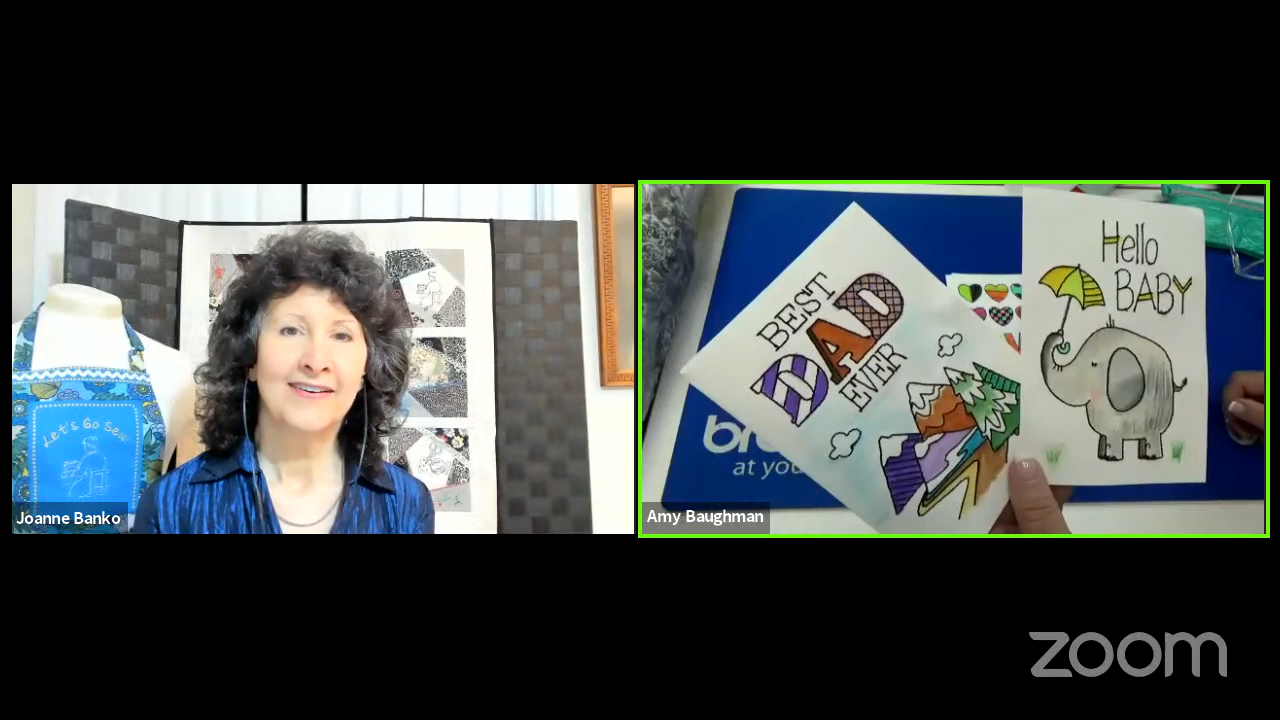 Let's Go Sew!
Joanne Banko
BEST
DAD
EVER
at you
Amy Baughman
Hello
BABY
zoom